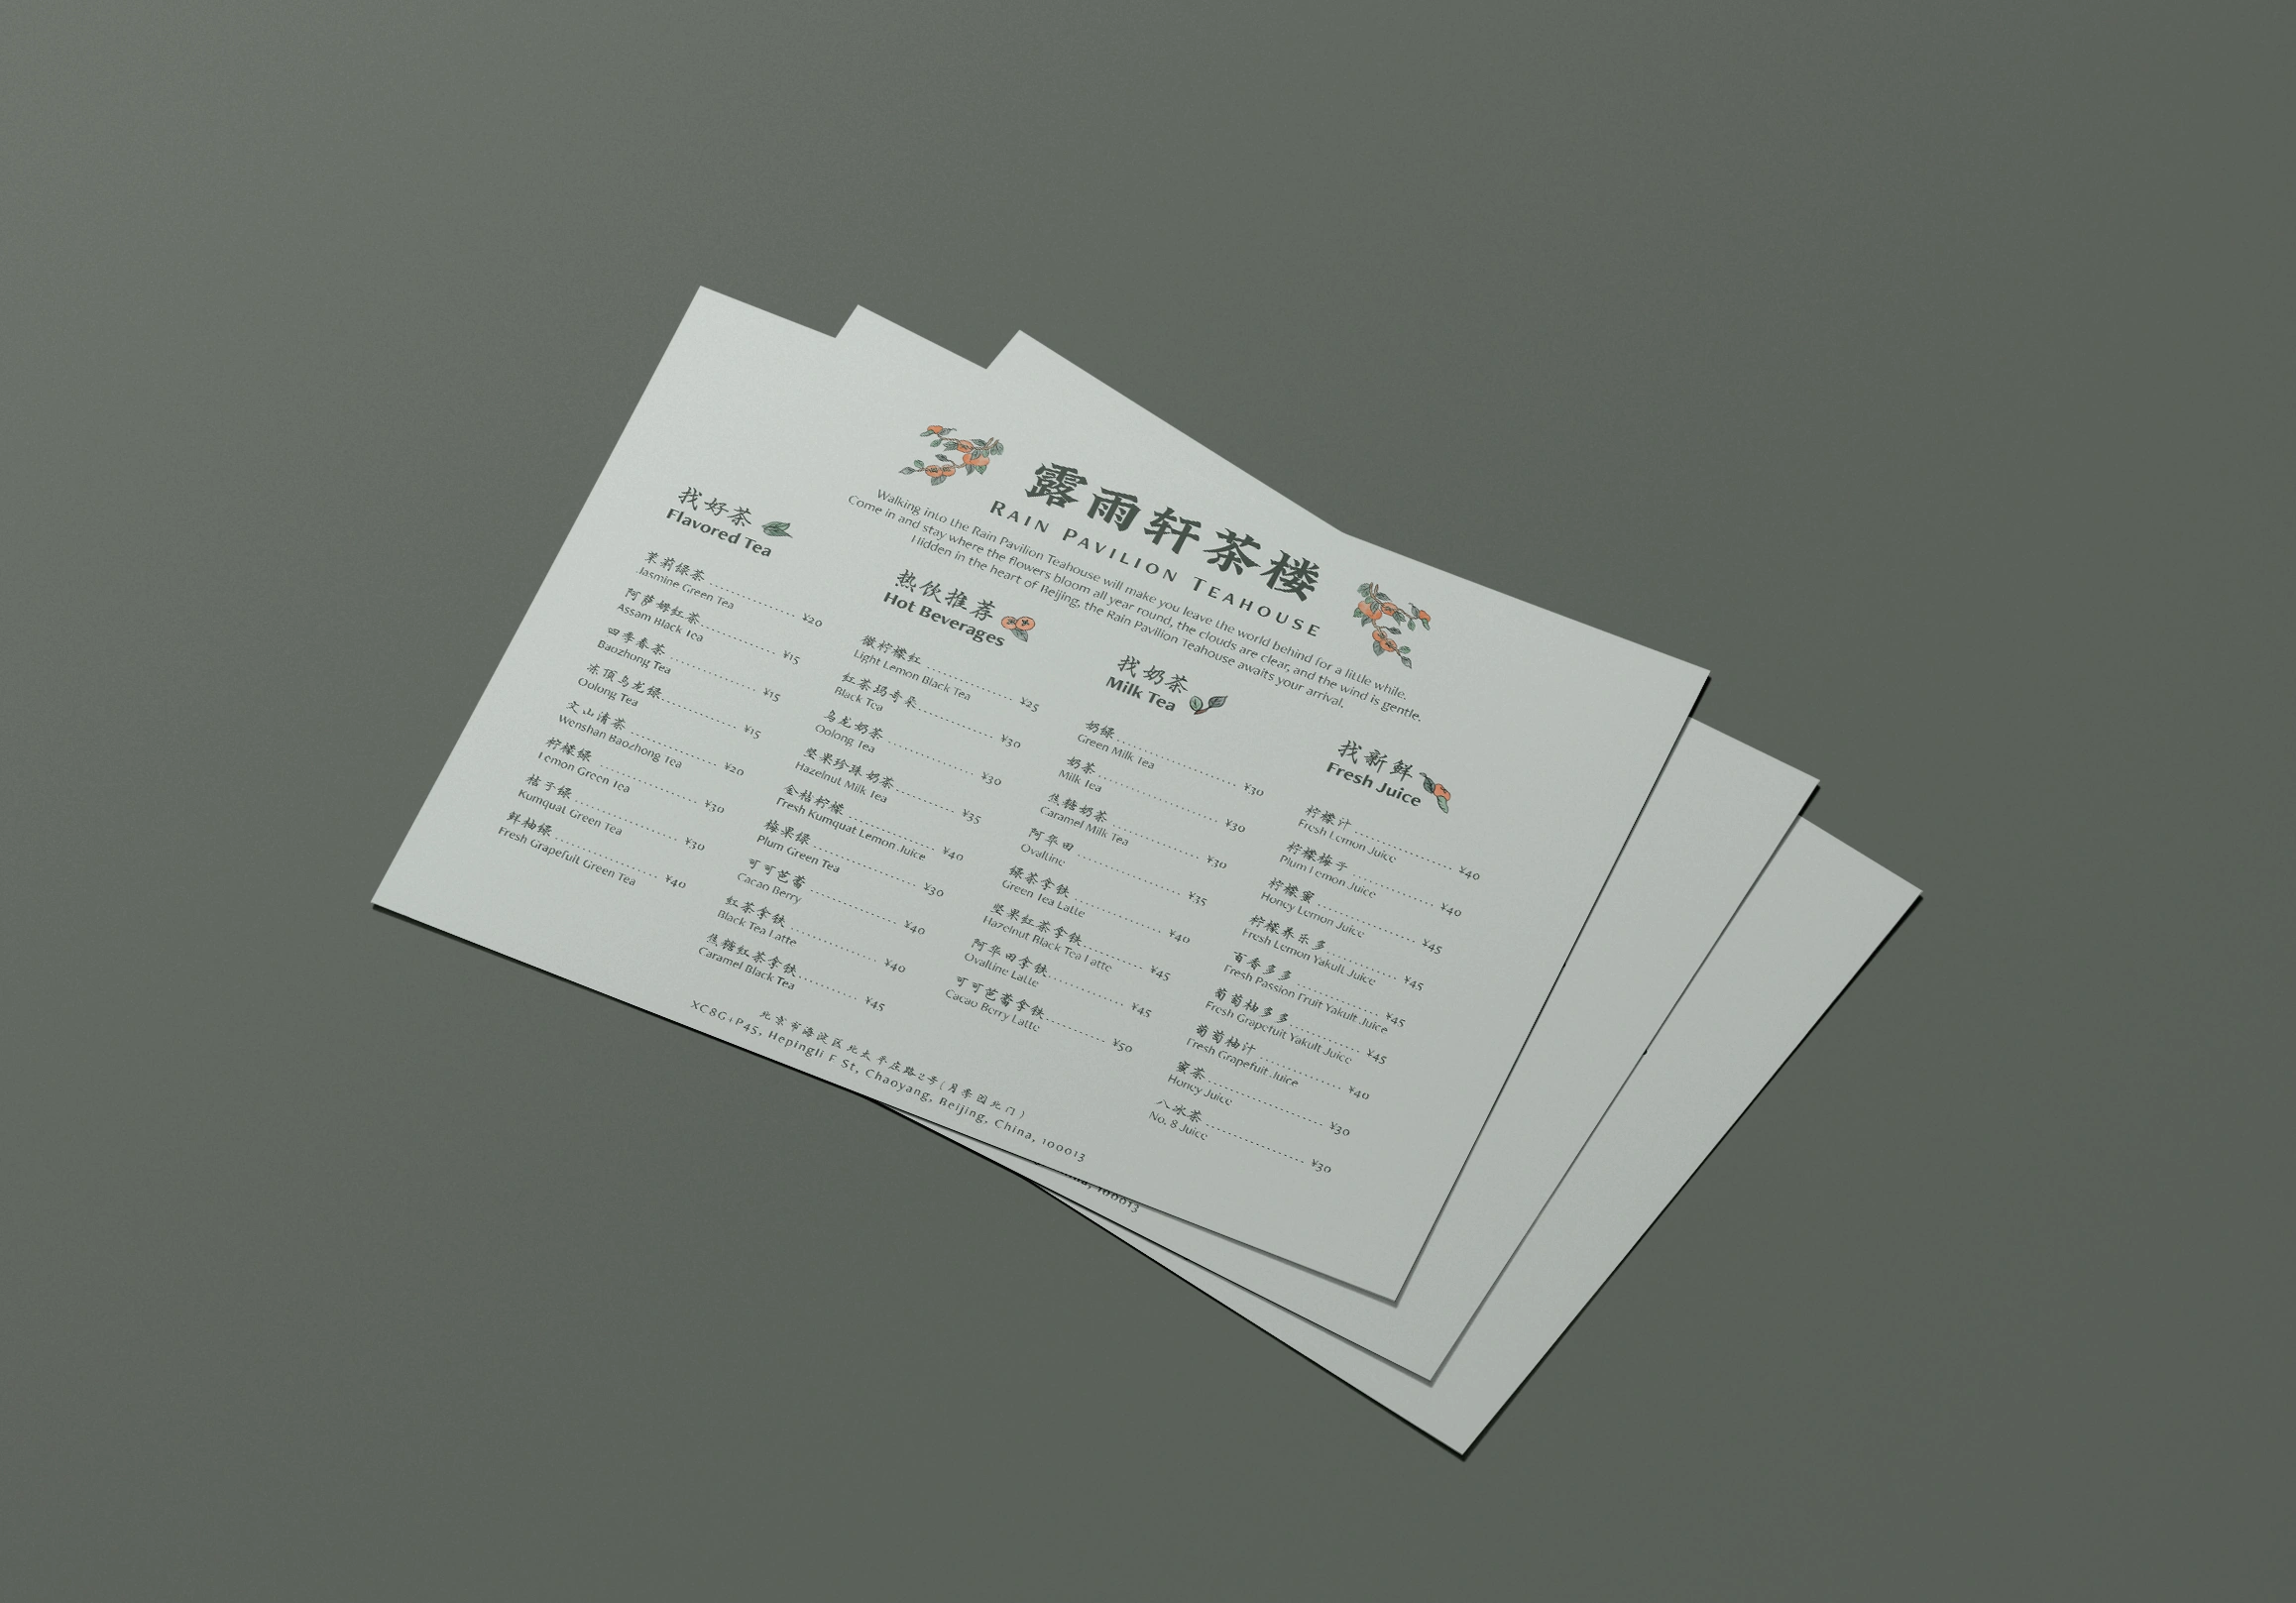 露雨轩茶楼
RAIN PAVILION TEAHOUSE
Walking into the Rain Pavilion Teahouse will make you leave the world behind for a little while.
Come in and stay where the flowers bloom all year round, the clouds are clear, and the wind is gentle.
Hidden in the heart of Beijing, the Rain Pavilion Teahouse awaits your arrival.
找好茶
Flavored Tea
茉莉绿茶 ¥20
Jasmine Green Tea
阿萨姆红茶 ¥15
Assam Black Tea
四季春茶 ¥15
Baozhong Tea
冻顶乌龙绿 ¥15
Oolong Tea
文山清茶 ¥20
Wenshan Baozhong Tea
柠檬绿 ¥30
Lemon Green Tea
桔子绿 ¥30
Kumquat Green Tea
鲜柚绿 ¥40
Fresh Grapefuit Green Tea
热饮推荐
Hot Beverages
微柠檬红 ¥25
Light Lemon Black Tea
红茶玛奇朵 ¥30
Black Tea
乌龙奶茶 ¥30
Oolong Tea
坚果珍珠奶茶 ¥35
Hazelnut Milk Tea
金桔柠檬 ¥40
Fresh Kumquat Lemon Juice
梅果绿 ¥30
Plum Green Tea
可可芭蕾 ¥40
Cacao Berry
红茶拿铁 ¥40
Black Tea Latte
焦糖红茶拿铁 ¥45
Caramel Black Tea
找奶茶
Milk Tea
奶绿 ¥30
Green Milk Tea
奶茶 ¥30
Milk Tea
焦糖奶茶 ¥30
Caramel Milk Tea
阿华田 ¥35
Ovaltine
绿茶拿铁 ¥40
Green Tea Latte
坚果红茶拿铁 ¥45
Hazelnut Black Tea Latte
阿华田拿铁 ¥45
Ovaltine Latte
可可芭蕾拿铁 ¥50
Cacao Berry Latte
找新鲜
Fresh Juice
柠檬汁 ¥40
Fresh Lemon Juice
柠檬梅子 ¥40
Plum Lemon Juice
柠檬蜜 ¥45
Honey Lemon Juice
柠檬养乐多 ¥45
Fresh Lemon Yakult Juice
百香多多 ¥45
Fresh Passion Fruit Yakult Juice
葡萄柚多多 ¥45
Fresh Grapefuit Yakult Juice
葡萄柚汁 ¥40
Fresh Grapefuit Juice
蜜茶 ¥30
Honey Juice
八冰茶 ¥30
No. 8 Juice
北京市海淀区北太平庄路2号(月季园北门)
XC8G+P45, Hepingli F St, Chaoyang, Beijing, China, 100013
100013